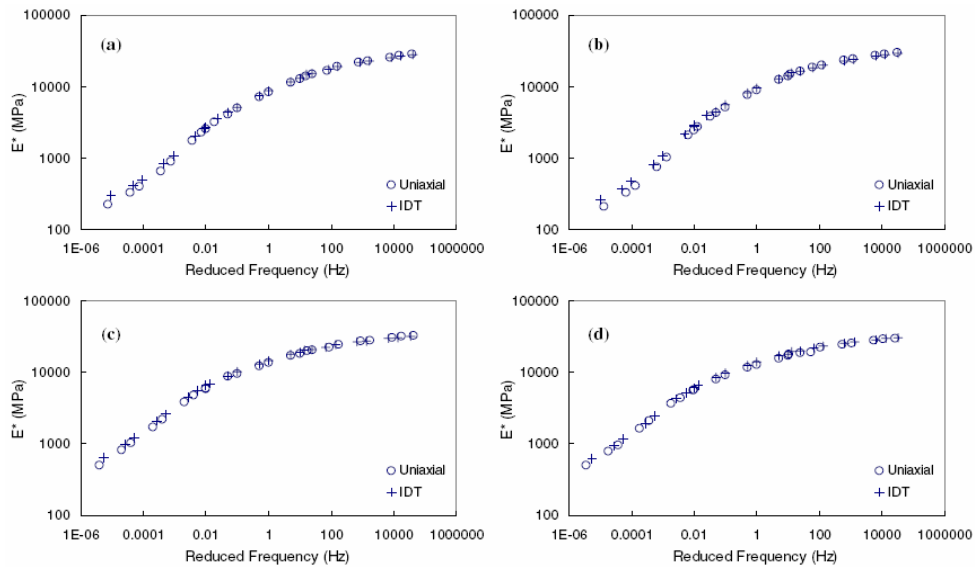 100000
10000
1000
100
E* (MPa)
(a)
Uniaxial
IDT
1E-06 0.0001 0.01 1 100 10000 1000000
Reduced Frequency (Hz)
100000
10000
1000
100
E* (MPa)
(b)
Uniaxial
IDT
1E-06 0.0001 0.01 1 100 10000 1000000
Reduced Frequency (Hz)
100000
10000
1000
100
E* (MPa)
(c)
Uniaxial
IDT
1E-06 0.0001 0.01 1 100 10000 1000000
Reduced Frequency (Hz)
100000
10000
1000
100
E* (MPa)
(d)
Uniaxial
IDT
1E-06 0.0001 0.01 1 100 10000 1000000
Reduced Frequency (Hz)